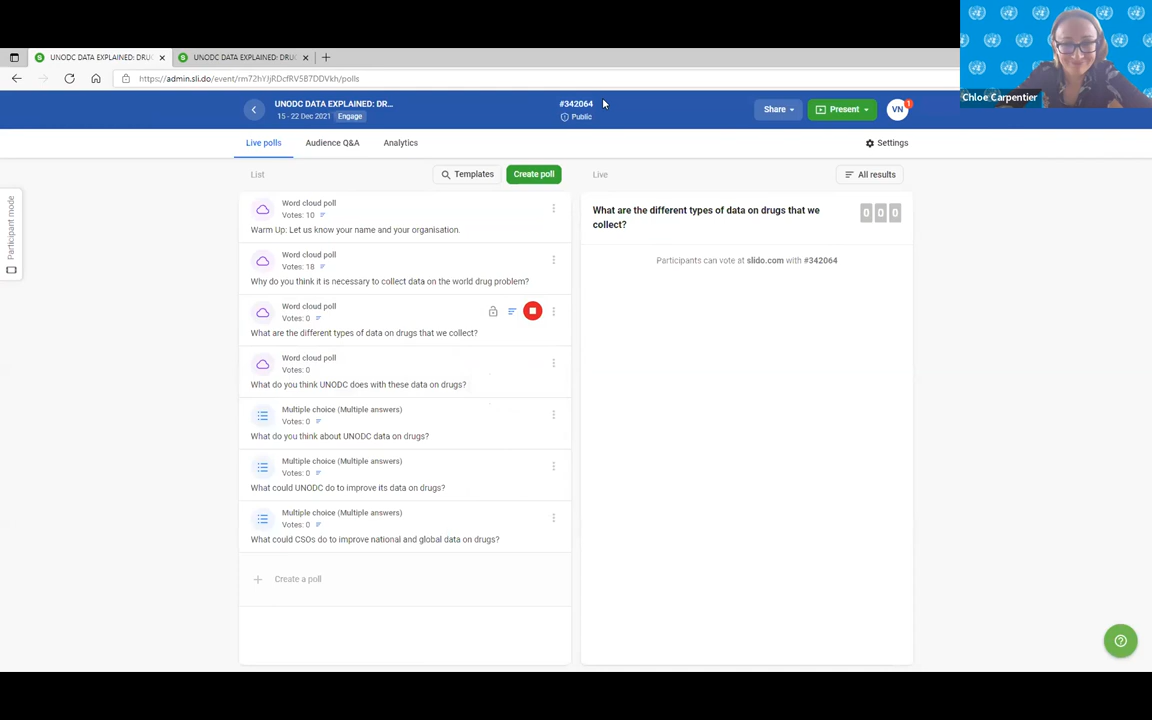 UNODC DATA EXPLAINED: DRU
UNODC DATA EXPLAINED: DRU
https://admin.sli.do/event/rm72hYjRDcfRV587DDVkh/polls
Chloe Carpentier
UNODC DATA EXPLAINED: DR...
15 - 22 Dec 2021 Engage
#342064
Public
Share
Present
VN
1
Live polls
Audience Q&A
Analytics
Settings
Participant mode
List
Templates
Create poll
Live
All results
Word cloud poll
Votes: 10
Warm Up: Let us know your name and your organisation.
Word cloud poll
Votes: 18
Why do you think it is necessary to collect data on the world drug problem?
Word cloud poll
Votes: 0
What are the different types of data on drugs that we collect?
Word cloud poll
Votes: 0
What do you think UNODC does with these data on drugs?
Multiple choice (Multiple answers)
Votes: 0
What do you think about UNODC data on drugs?
Multiple choice (Multiple answers)
Votes: 0
What could UNODC do to improve its data on drugs?
Multiple choice (Multiple answers)
Votes: 0
What could CSOs do to improve national and global data on drugs?
Create a poll
What are the different types of data on drugs that we
collect?
0 0 0
Participants can vote at slido.com with #342064